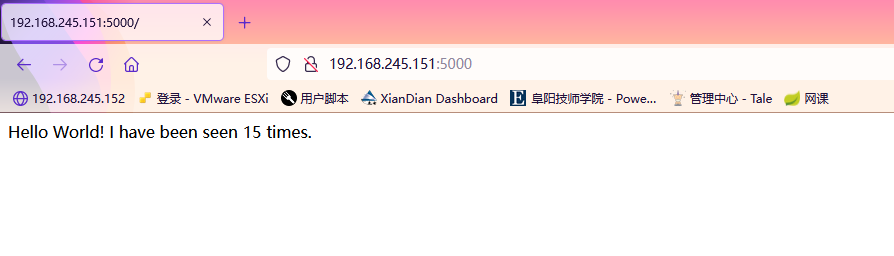 192.168.245.151:5000/
192.168.245.151:5000
192.168.245.152 登录 - VMware ESXi 用户脚本 XianDian Dashboard E 阜阳技师学院 - Powe... 管理中心 - Tale 网课
Hello World! I have been seen 15 times.